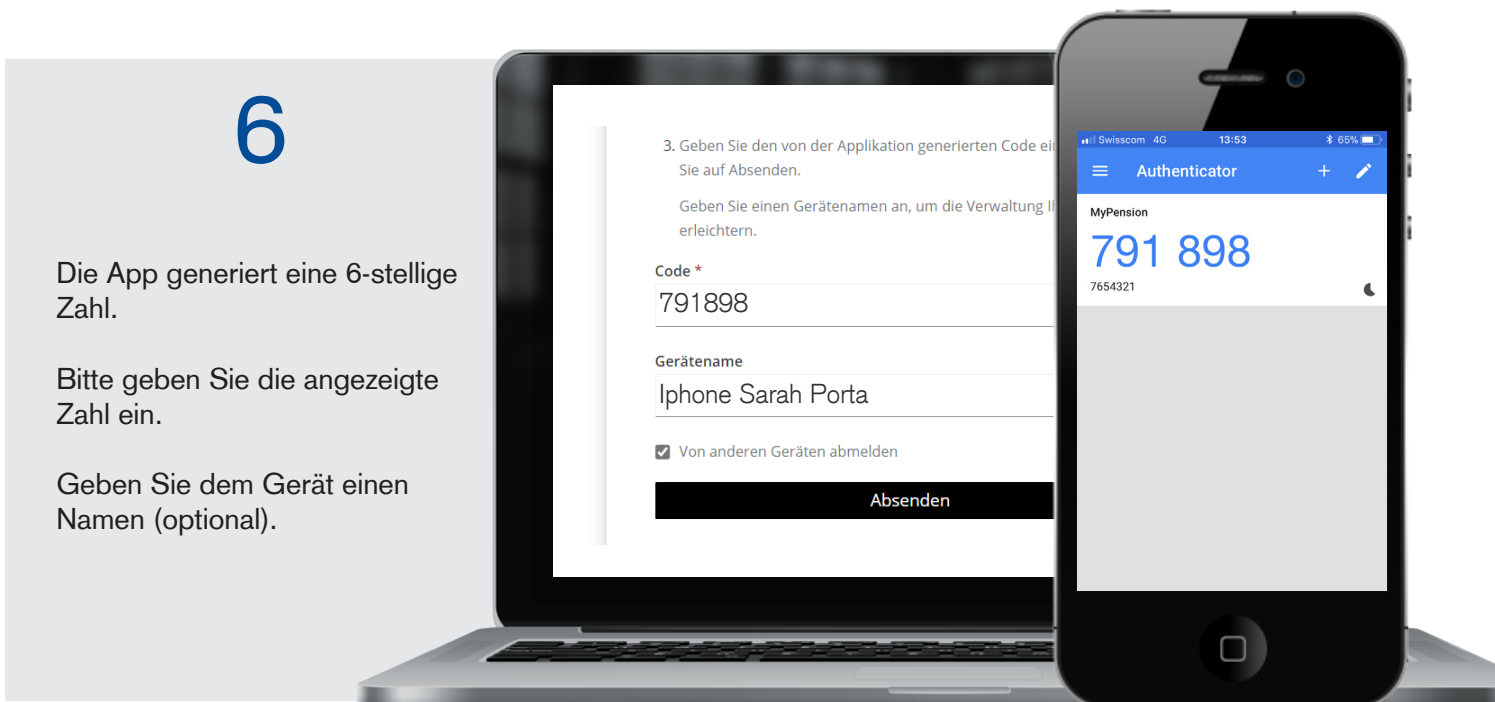 6
Die App generiert eine 6-stellige
Zahl.
Bitte geben Sie die angezeigte
Zahl ein.
Geben Sie dem Gerät einen
Namen (optional).
3. Geben Sie den von der Applikation generierten Code
Sie auf Absenden.
Geben Sie einen Gerätenamen an, um die Verwaltung
erleichtern.
Code *
791898
Gerätename
Iphone Sarah Porta
Von anderen Geräten abmelden
Absenden
Swisscom 4G 13:53 65%
Authenticator
MyPension
791 898
7654321